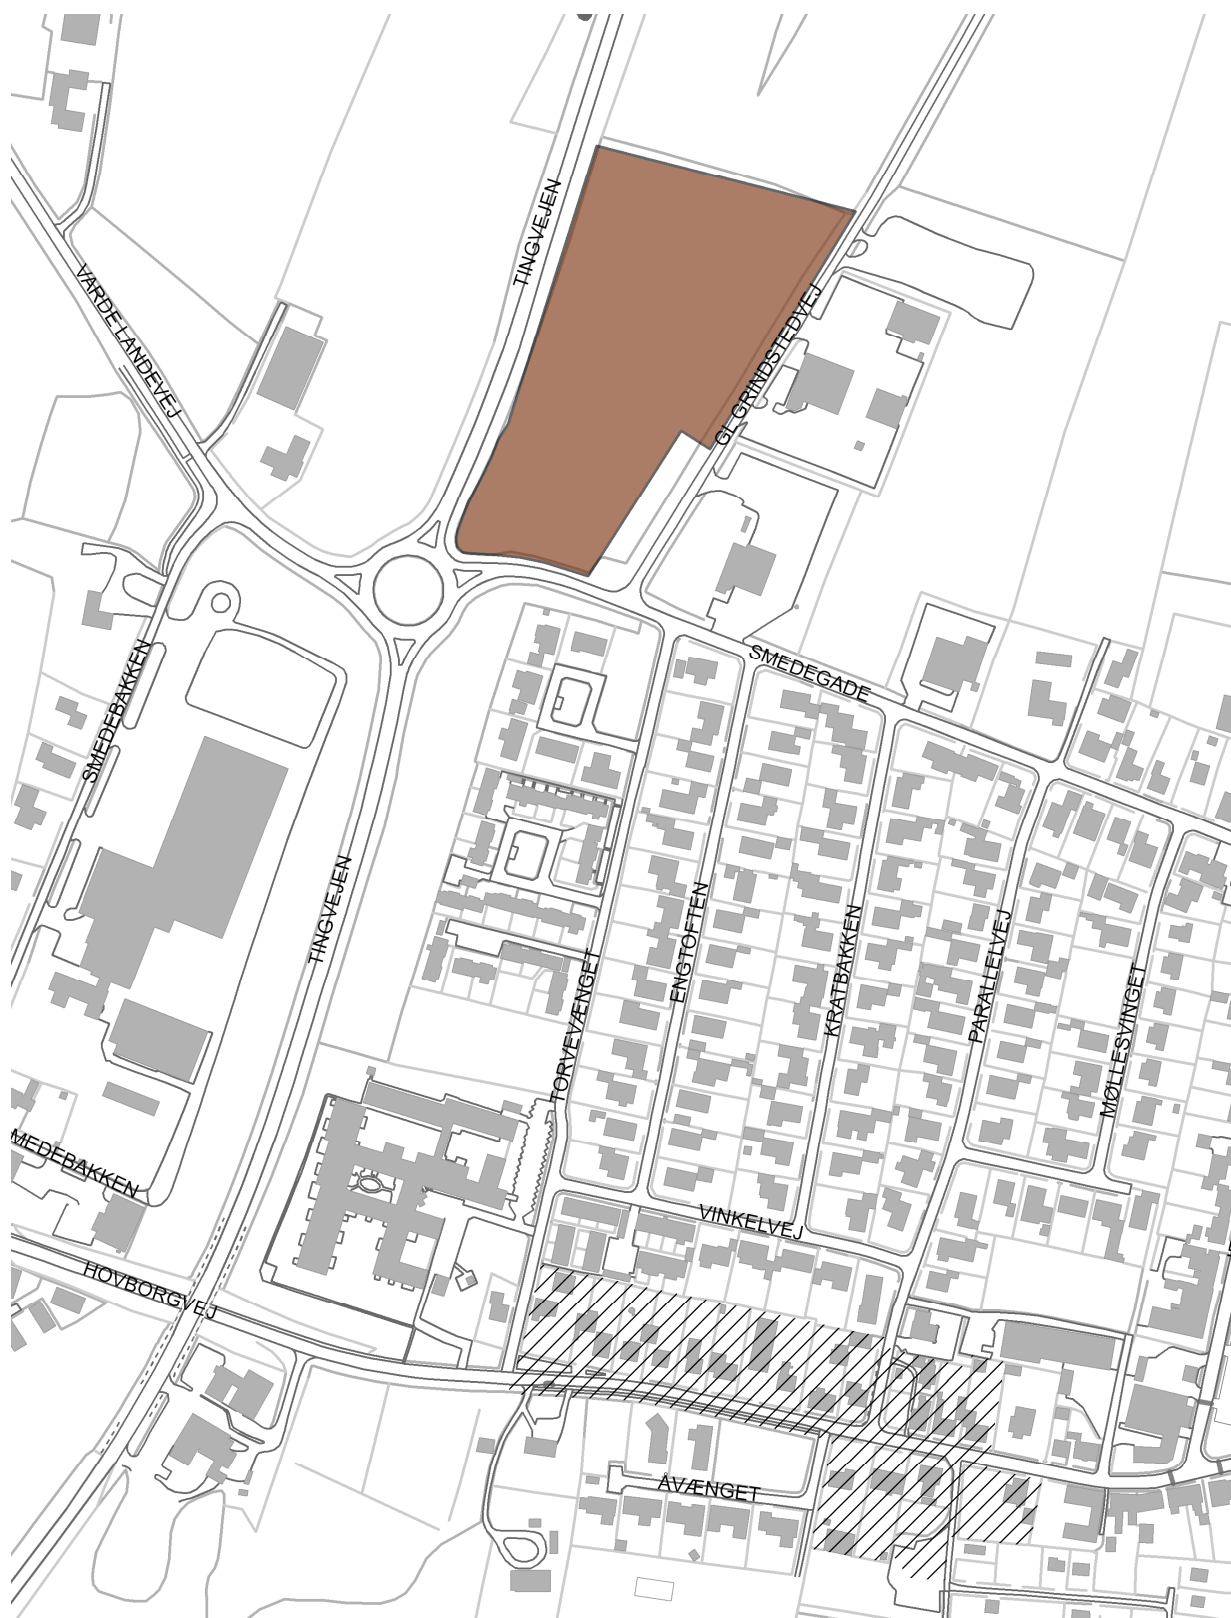 TINGVEJEN
VARDE LANDEVEJ
GL GRINDSTEDVEJ
SMEDEGADE
SMEDEBAKKEN
TINGVEJEN
ENGTOFTEN
KRATBAKKEN
PARALLELVEJ
TORVEVÆNGET
MØLLESVINGET
MEDEBAKKEN
VINKELVEJ
HOVBORGVEJ
ÅVÆNGET